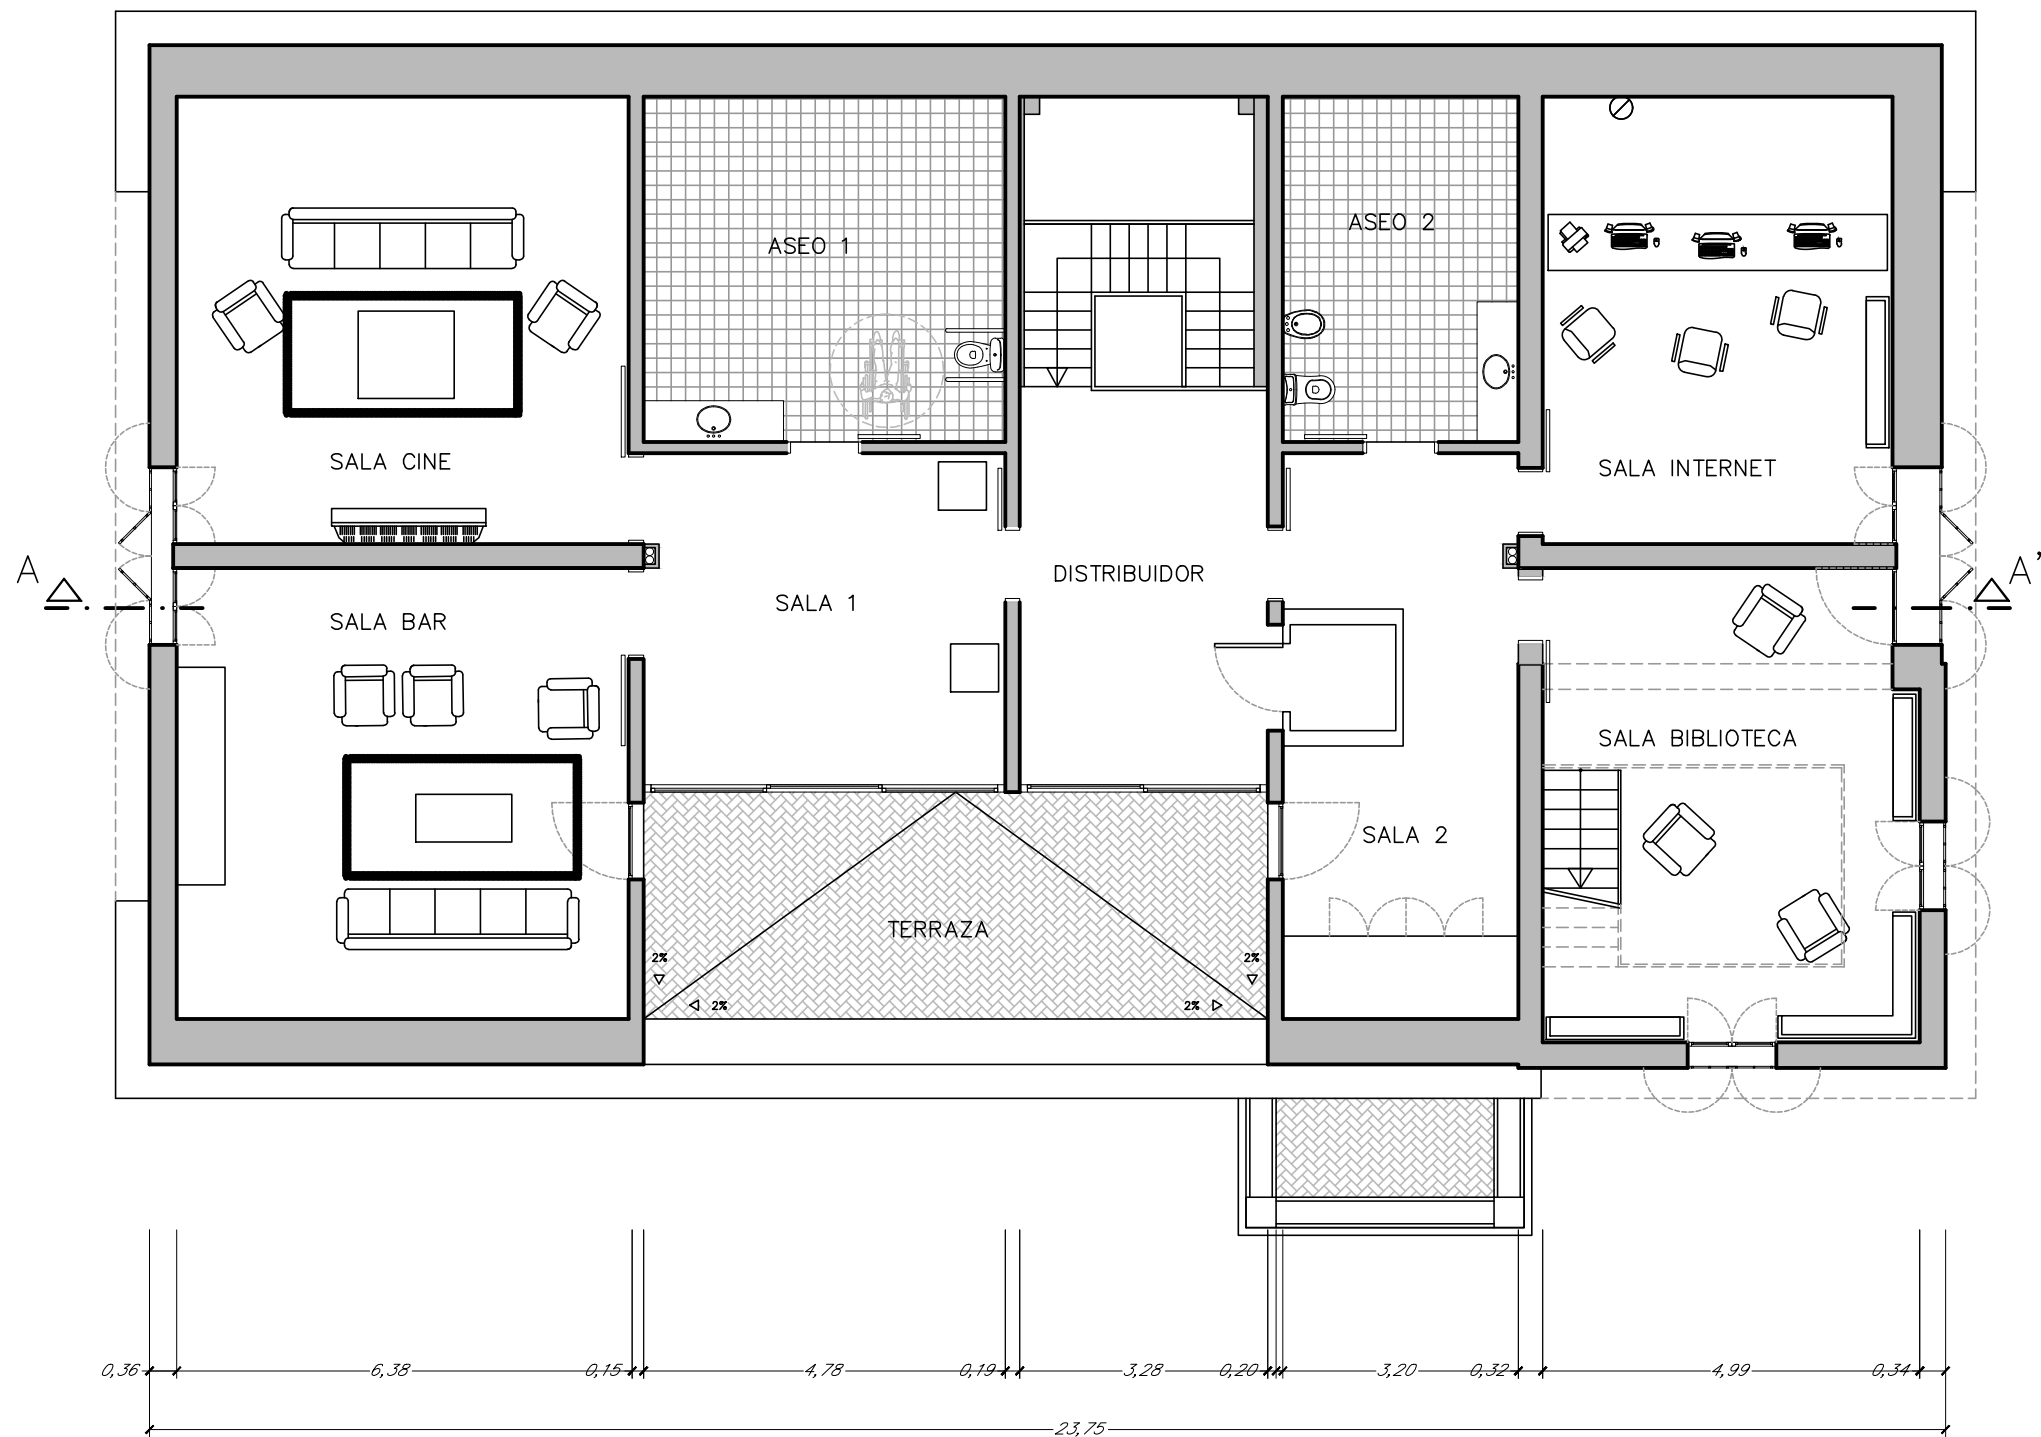 ASEO 2
ASEO 1
SALA CINE
SALA INTERNET
A
A'
DISTRIBUIDOR
SALA 1
SALA BAR
SALA BIBLIOTECA
SALA 2
TERRAZA
2% 2%
2% 2%
0,36 6,38 0,15 4,78 0,19 3,28 0,20 3,20 0,32 4,99 0,34
23,75